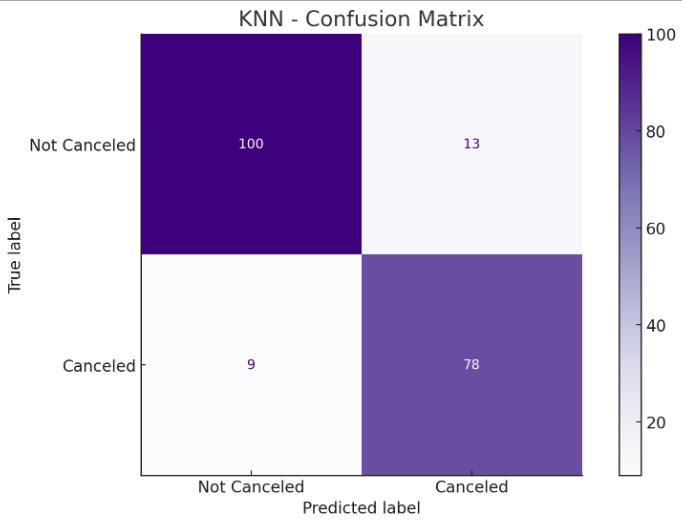 KNN - Confusion Matrix
100
Not Canceled
100
13
80
True label
60
40
Canceled
9
78
20
Not Canceled
Canceled
Predicted label